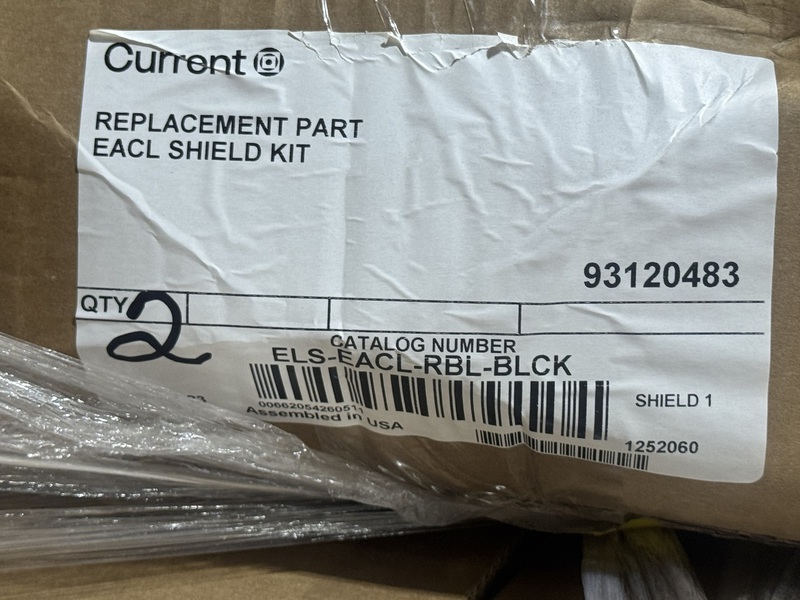 Current
REPLACEMENT PART
EACL SHIELD KIT
93120483
QTY 2
CATALOG NUMBER
ELS-EACL-RBL-BLCK
SHIELD 1
Assembled in USA
1252060